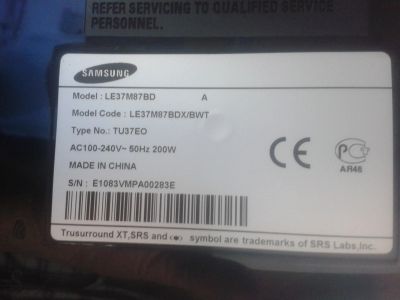 REFER SERVICING TO QUALIFIED SERVICE
PERSONNEL.
SAMSUNG
Model : LE37M87BD A
Model Code : LE37M87BDX/BWT
Type No.: TU37EO
AC100-240V~ 50Hz 200W
MADE IN CHINA
S/N : E1083VMPA00283E
CE
PC
AR46
Trusurround XT,SRS and (●) symbol are trademarks of SRS Labs,Inc.